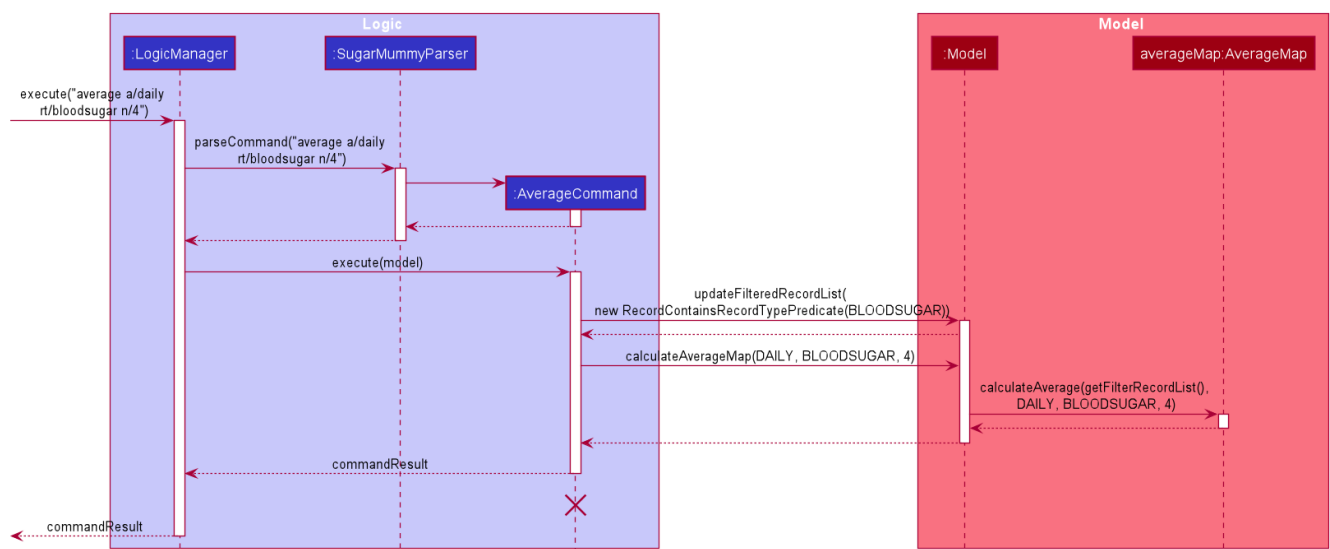 Logic
Model
:LogicManager
:SugarMummyParser
:Model
averageMap:AverageMap
execute("average a/daily
rt/bloodsugar n/4")
parseCommand("average a/daily
rt/bloodsugar n/4")
:AverageCommand
execute(model)
updateFilteredRecordList(
new RecordContainsRecordTypePredicate(BLOODSUGAR))
calculateAverageMap(DAILY, BLOODSUGAR, 4)
calculateAverage(getFilterRecordList(),
DAILY, BLOODSUGAR, 4)
commandResult
commandResult